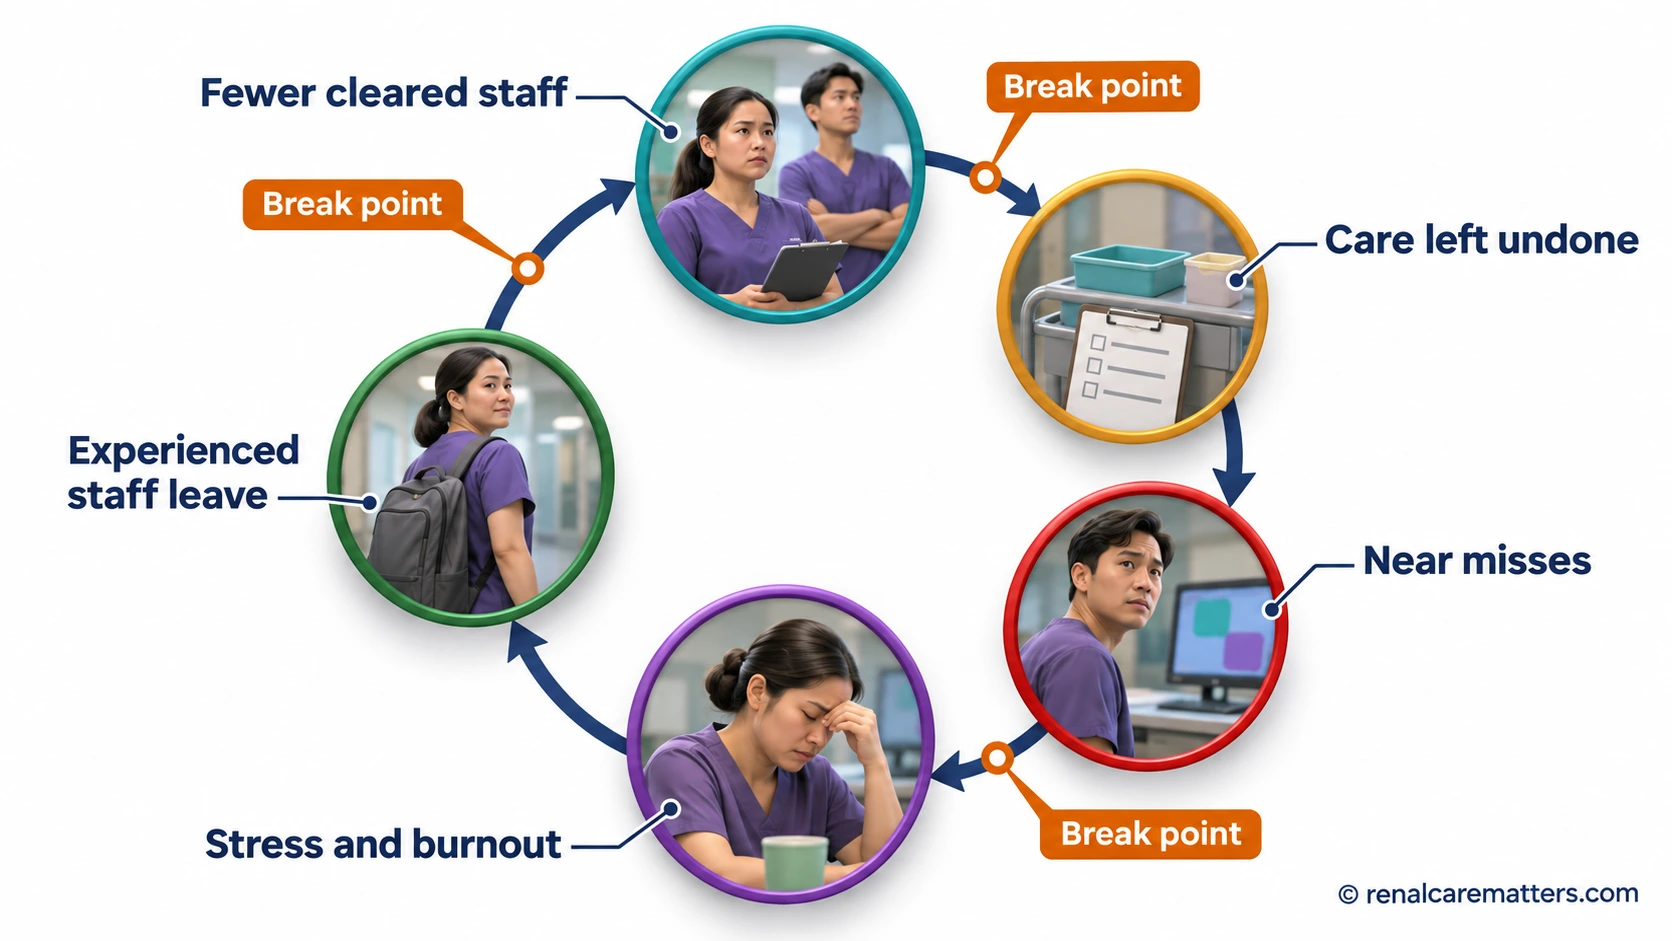 Fewer cleared staff
Break point
Break point
Care left undone
Experienced
staff leave
Near misses
Stress and burnout
Break point
© renalcarematters.com